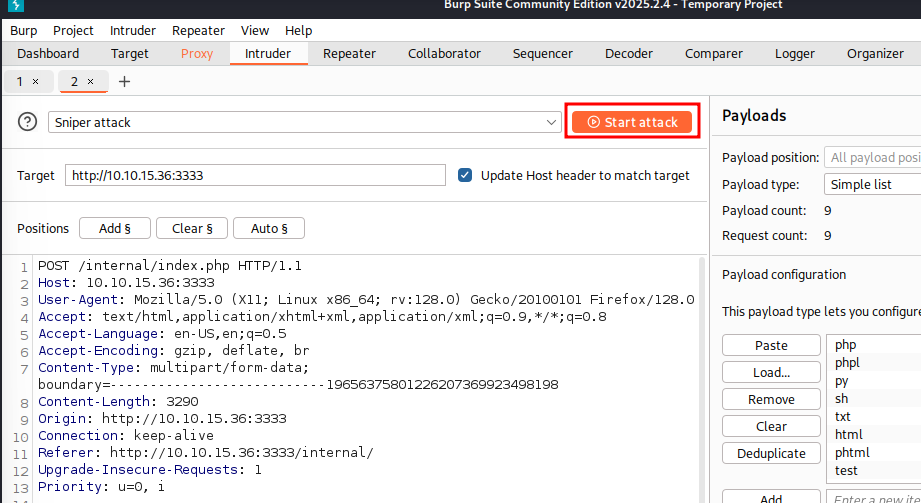 Burp Suite Community Edition v2025.2.4 - Temporary Project
Burp Project Intruder Repeater View Help
Dashboard Target Proxy Intruder Repeater Collaborator Sequencer Decoder Comparer Logger Organizer
1 × 2 × +
? Sniper attack Start attack
Payloads
Target http://10.10.15.36:3333 Update Host header to match target
Payload position: All payload posi
Payload type: Simple list
Payload count: 9
Request count: 9
Positions Add § Clear § Auto §
1 POST /internal/index.php HTTP/1.1
2 Host: 10.10.15.36:3333
3 User-Agent: Mozilla/5.0 (X11; Linux x86_64; rv:128.0) Gecko/20100101 Firefox/128.0
4 Accept: text/html,application/xhtml+xml,application/xml;q=0.9,*/*;q=0.8
5 Accept-Language: en-US,en;q=0.5
6 Accept-Encoding: gzip, deflate, br
7 Content-Type: multipart/form-data;
boundary=---------------------------196563758012262073699234981​98
8 Content-Length: 3290
9 Origin: http://10.10.15.36:3333
10 Connection: keep-alive
11 Referer: http://10.10.15.36:3333/internal/
12 Upgrade-Insecure-Requests: 1
13 Priority: u=0, i
Payload configuration
This payload type lets you configure
Paste
Load...
Remove
Clear
Deduplicate
Add
php
phpl
py
sh
txt
html
phtml
test
Enter a new ite